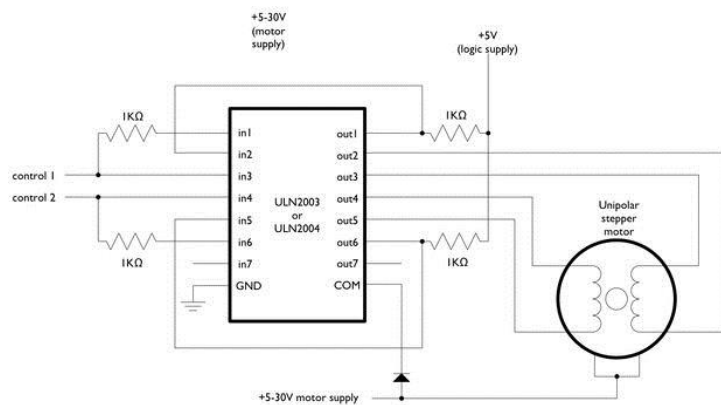 +5-30V
(motor
supply)
+5V
(logic supply)
1KΩ
1KΩ
in1
out1
in2
out2
control 1
in3
out3
control 2
in4
out4
ULN2003
or
ULN2004
in5
out5
in6
out6
1KΩ
1KΩ
in7
out7
GND
COM
Unipolar
stepper
motor
+5-30V motor supply